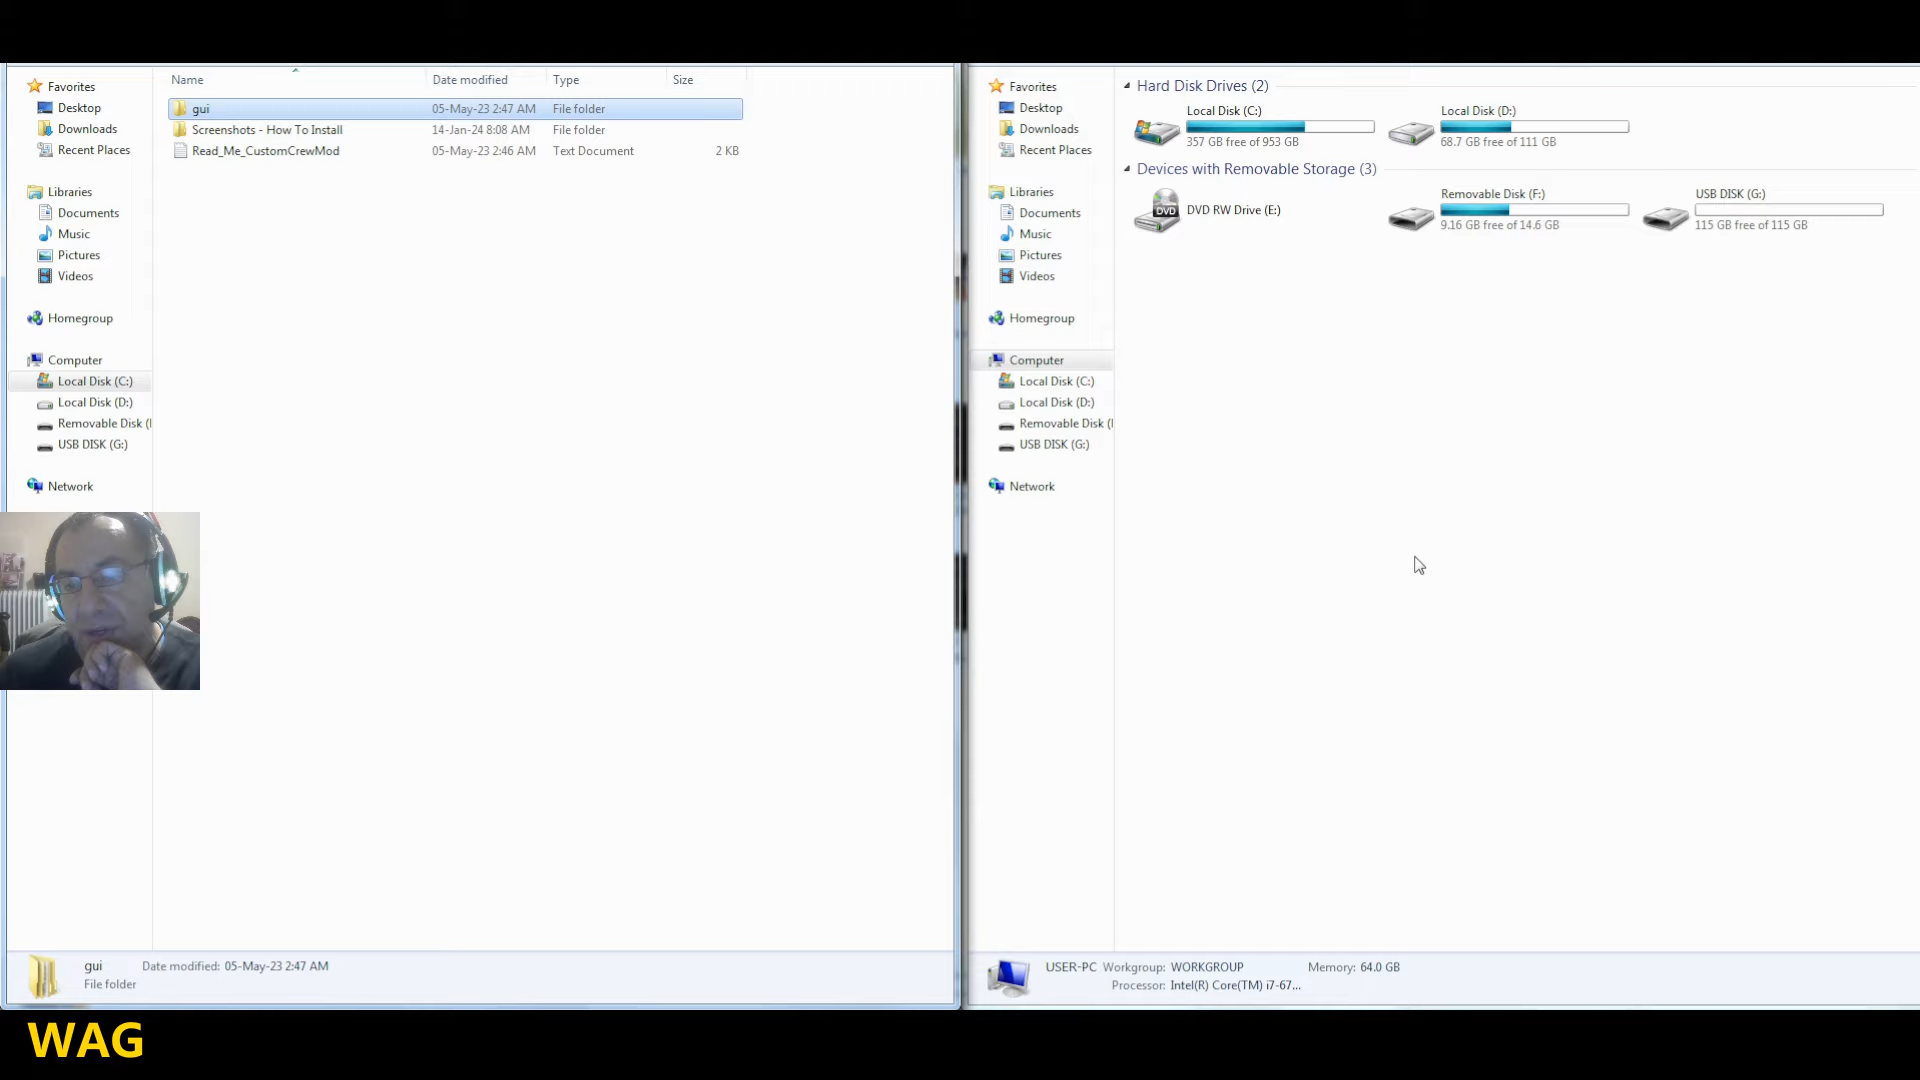 Name Date modified Type Size
Favorites
Desktop
Downloads
Recent Places
Libraries
Documents
Music
Pictures
Videos
Homegroup
Computer
Local Disk (C:)
Local Disk (D:)
Removable Disk (
USB DISK (G:)
Network
gui 05-May-23 2:47 AM File folder
Screenshots - How To Install 14-Jan-24 8:08 AM File folder
Read_Me_CustomCrewMod 05-May-23 2:46 AM Text Document 2 KB
gui Date modified: 05-May-23 2:47 AM
File folder
Favorites
Desktop
Downloads
Recent Places
Libraries
Documents
Music
Pictures
Videos
Homegroup
Computer
Local Disk (C:)
Local Disk (D:)
Removable Disk (
USB DISK (G:)
Network
Hard Disk Drives (2)
Local Disk (C:)
357 GB free of 953 GB
Local Disk (D:)
68.7 GB free of 111 GB
Devices with Removable Storage (3)
DVD
DVD RW Drive (E:)
Removable Disk (F:)
9.16 GB free of 14.6 GB
USB DISK (G:)
115 GB free of 115 GB
USER-PC Workgroup: WORKGROUP Memory: 64.0 GB
Processor: Intel(R) Core(TM) i7-67...
WAG